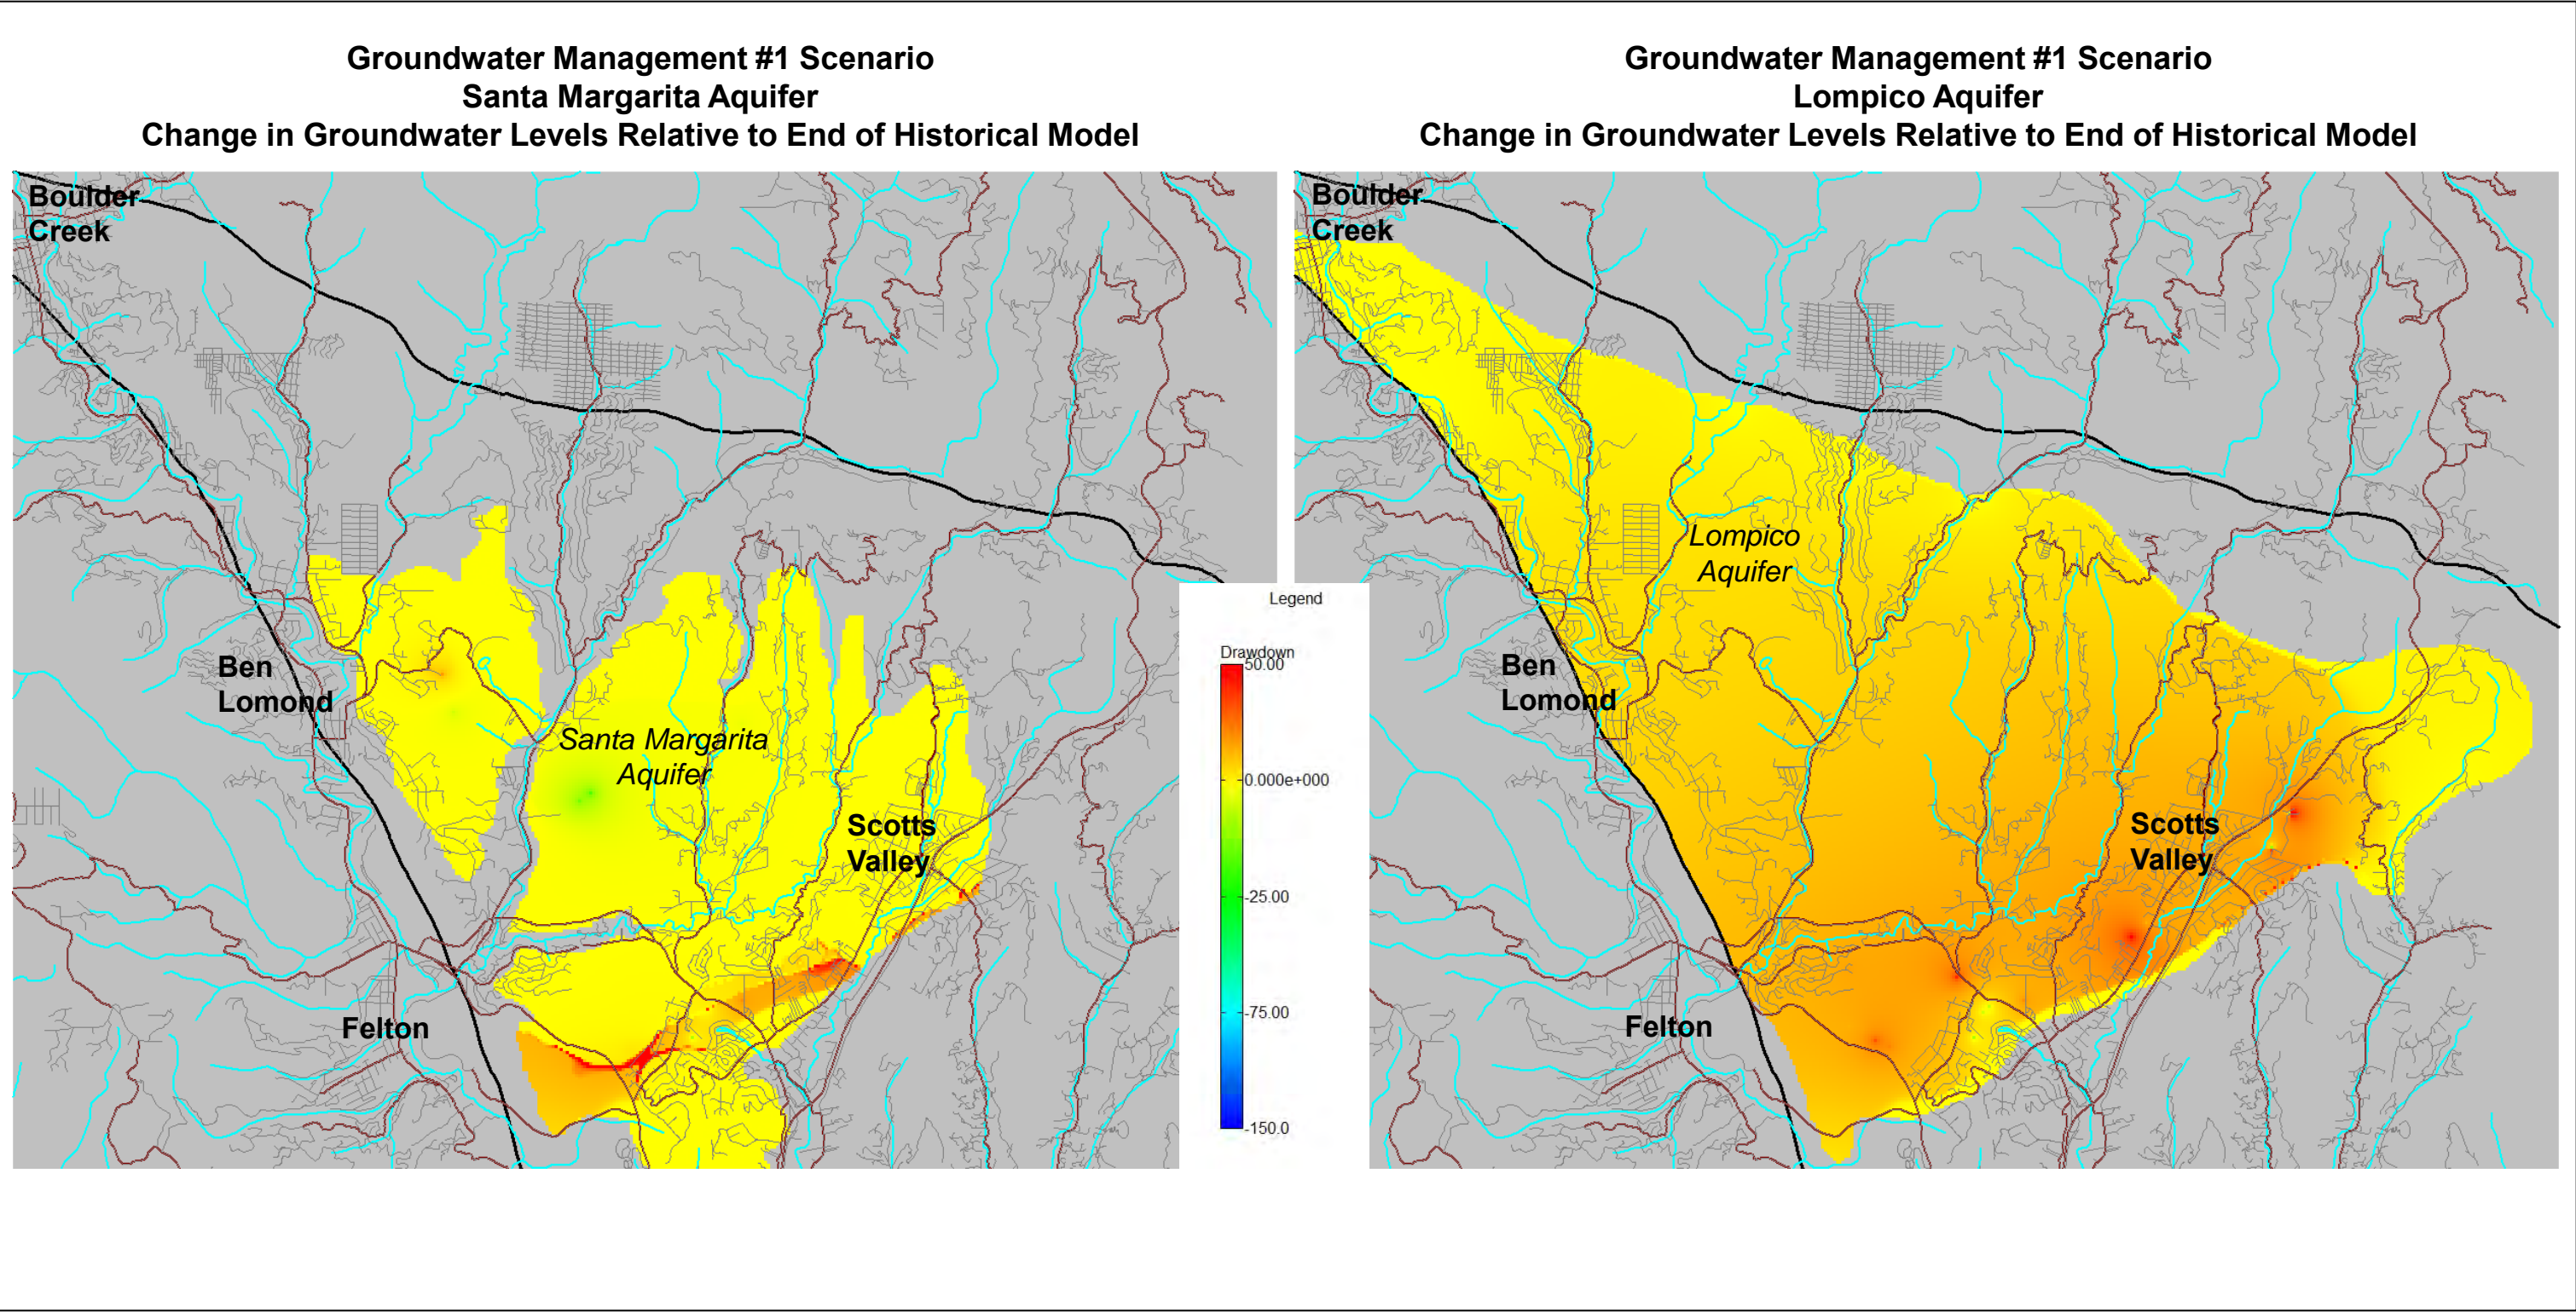 Groundwater Management #1 Scenario
Santa Margarita Aquifer
Change in Groundwater Levels Relative to End of Historical Model
Groundwater Management #1 Scenario
Lompico Aquifer
Change in Groundwater Levels Relative to End of Historical Model
Boulder
Creek
Ben
Lomond
Santa Margarita
Aquifer
Scotts
Valley
Felton
Legend
Drawdown
50.00
0.000e+000
-25.00
-75.00
-150.0
Boulder
Creek
Lompico
Aquifer
Ben
Lomond
Scotts
Valley
Felton